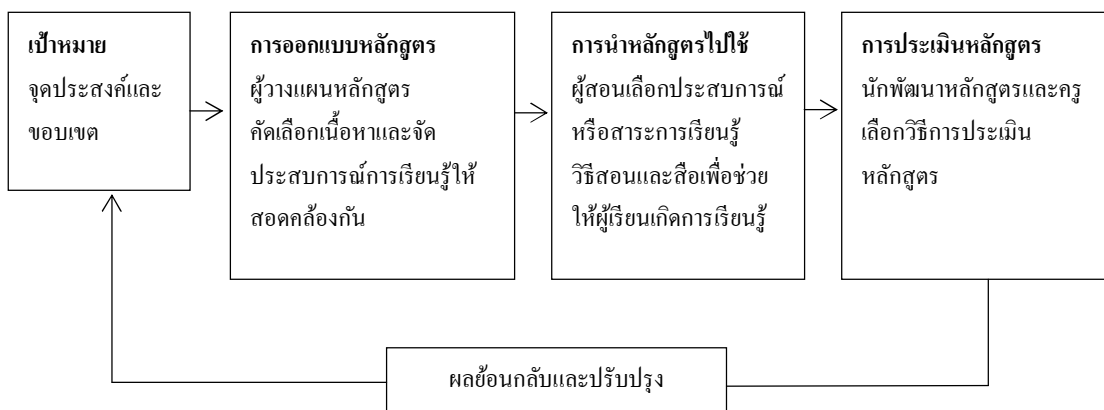 เป้าหมาย
จุดประสงค์และ
ขอบเขต
การออกแบบหลักสูตร
ผู้วางแผนหลักสูตร
คัดเลือกเนื้อหาและจัด
ประสบการณ์การเรียนรู้ให้
สอดคล้องกัน
การนำหลักสูตรไปใช้
ผู้สอนเลือกประสบการณ์
หรือสาระการเรียนรู้
วิธีสอนและสื่อเพื่อช่วย
ให้ผู้เรียนเกิดการเรียนรู้
การประเมินหลักสูตร
นักพัฒนาหลักสูตรและครู
เลือกวิธีการประเมิน
หลักสูตร
ผลย้อนกลับและปรับปรุง